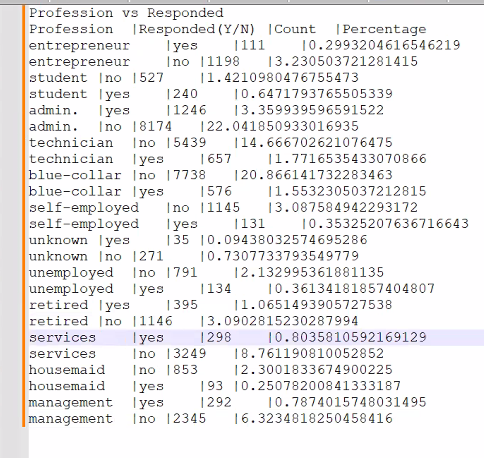 Profession vs Responded
Profession |Responded(Y/N) |Count |Percentage
entrepreneur |yes |111 |0.2993204616546219
entrepreneur |no |1198 |3.230503721281415
student |no |527 |1.4210980476755473
student |yes |240 |0.6471793765505339
admin. |yes |1246 |3.359939596591522
admin. |no |8174 |22.041850933016935
technician |no |5439 |14.666702621076475
technician |yes |657 |1.7716535433070866
blue-collar |no |7738 |20.866141732283463
blue-collar |yes |576 |1.5532305037212815
self-employed |no |1145 |3.087584942293172
self-employed |yes |131 |0.35325207636716643
unknown |yes |35 |0.09438032574695286
unknown |no |271 |0.7307733793549779
unemployed |no |791 |2.132995361881135
unemployed |yes |134 |0.36134181857404807
retired |yes |395 |1.0651493905727538
retired |no |1146 |3.0902815230287994
services |yes |298 |0.8035810592169129
services |no |3249 |8.761190810052852
housemaid |no |853 |2.3001833674900225
housemaid |yes |93 |0.25078200841333187
management |yes |292 |0.7874015748031495
management |no |2345 |6.3234818250458416